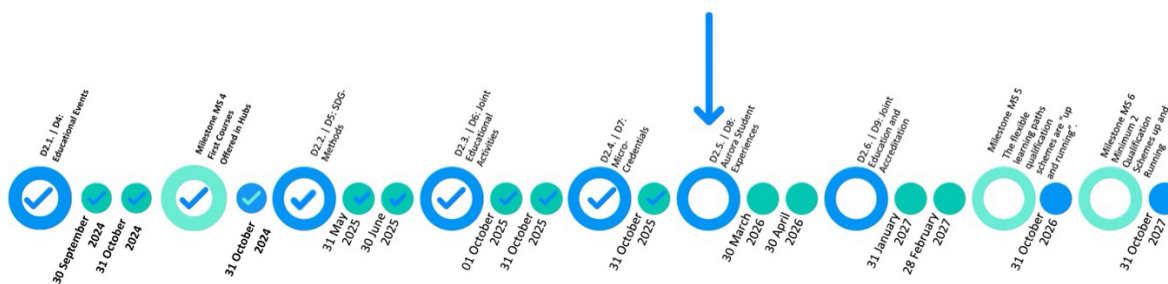 D2.1. | D4:
Educational Events
30 September
2024
31 October
2024
Milestone MS 4
First Courses
Offered in Hubs
31 October
2024
D2.2. | D5: SDG-
Methods
31 May
2025
30 June
2025
D2.3. | D6: Joint
Educational
Activities
01 October
2025
31 October
2025
D2.4. | D7:
Micro-
Credentials
31 October
2025
D2.5. | D8:
Aurora Student
Experiences
30 March
2026
30 April
2026
D2.6. | D9: Joint
Education and
Accreditation
31 January
2027
28 February
2027
Milestone MS 5
The flexible
learning paths
qualification
schemes are "up
and running".
31 October
2026
Milestone MS 6
Minimum 2
Qualification
Schemes up and
Running
31 October
2027